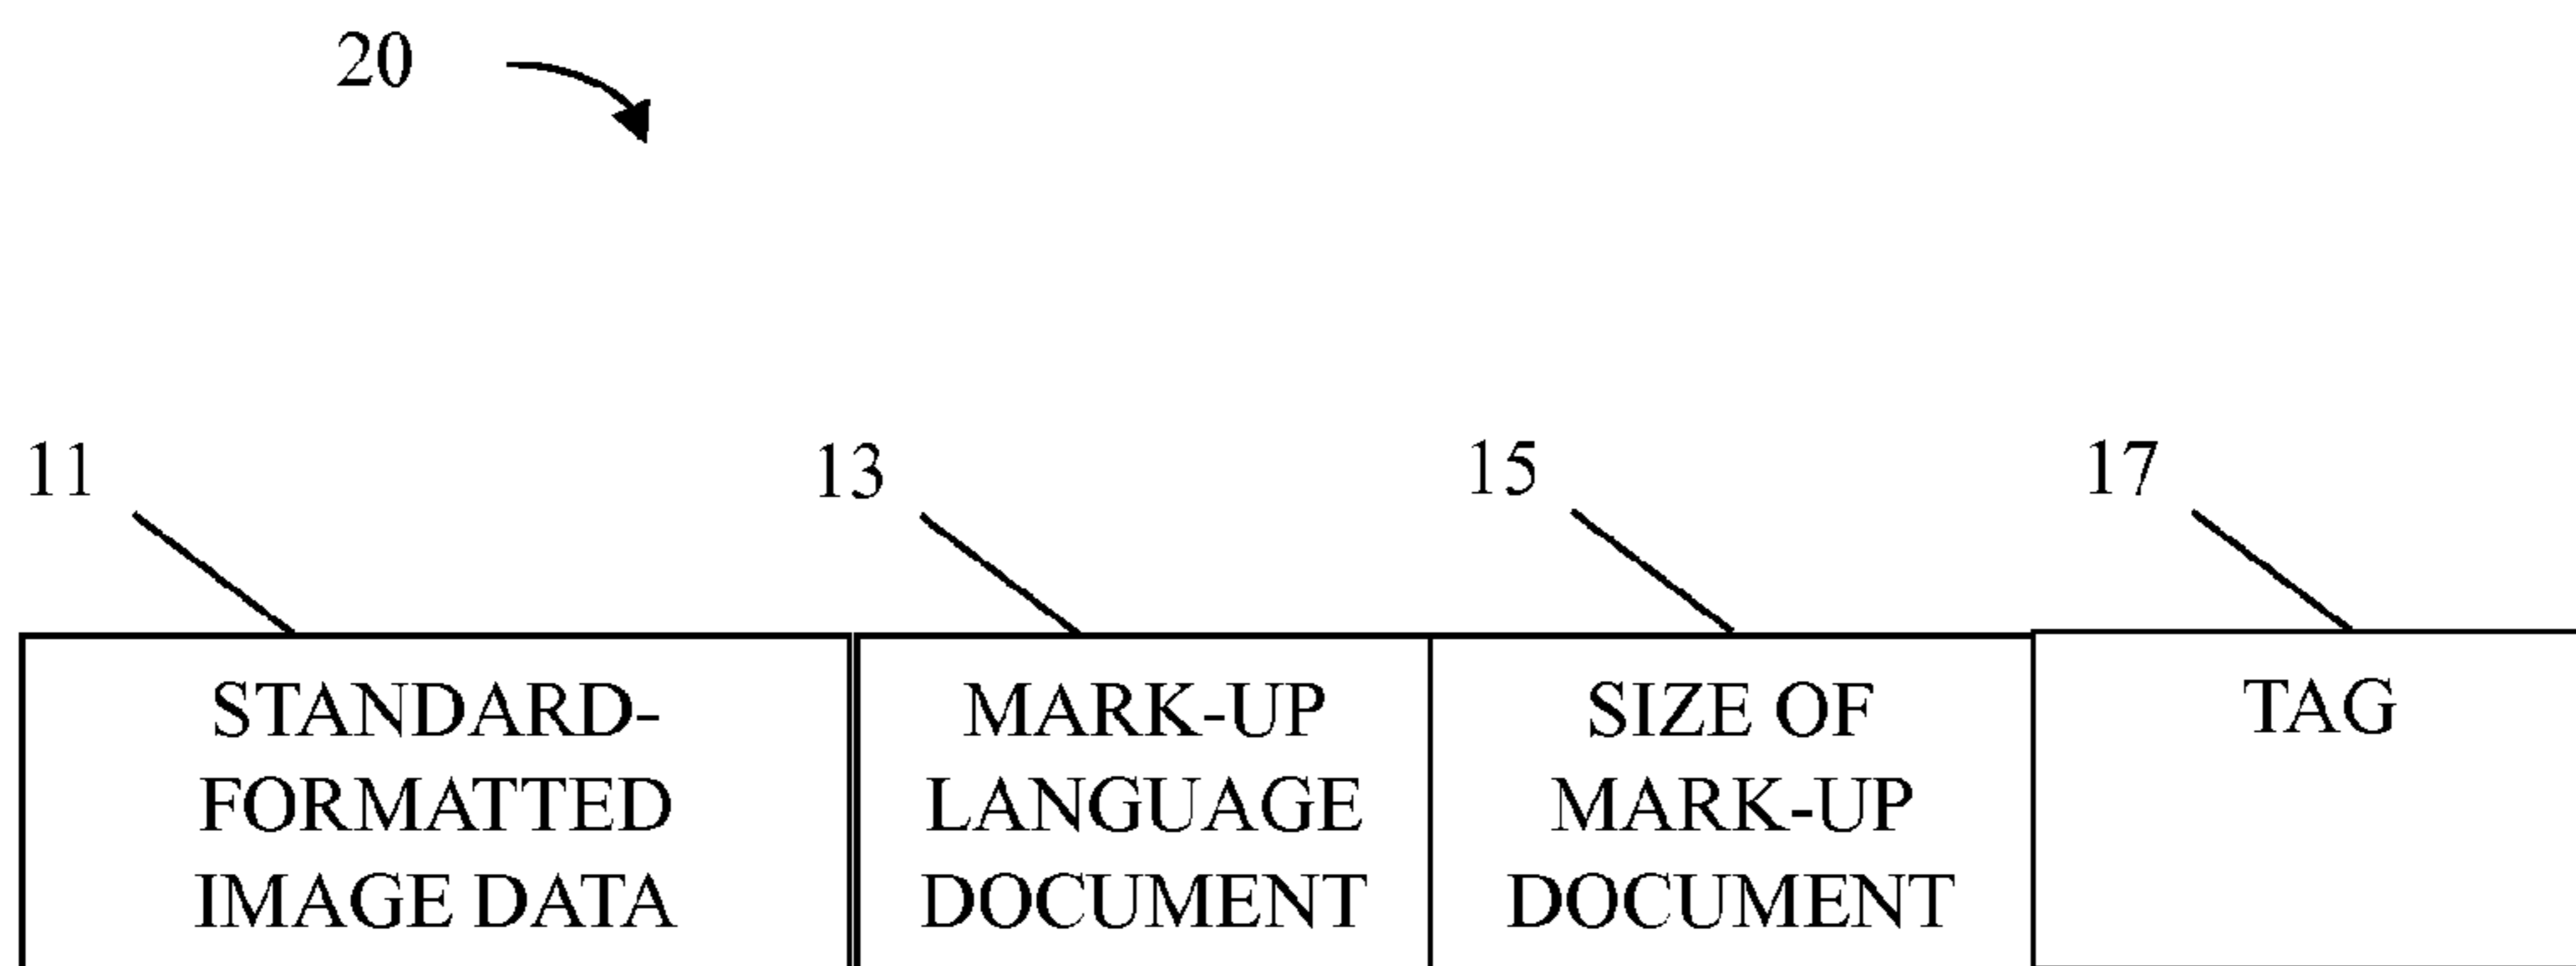 20
11
13
15
17
STANDARD-
FORMATTED
IMAGE DATA
MARK-UP
LANGUAGE
DOCUMENT
SIZE OF
MARK-UP
DOCUMENT
TAG